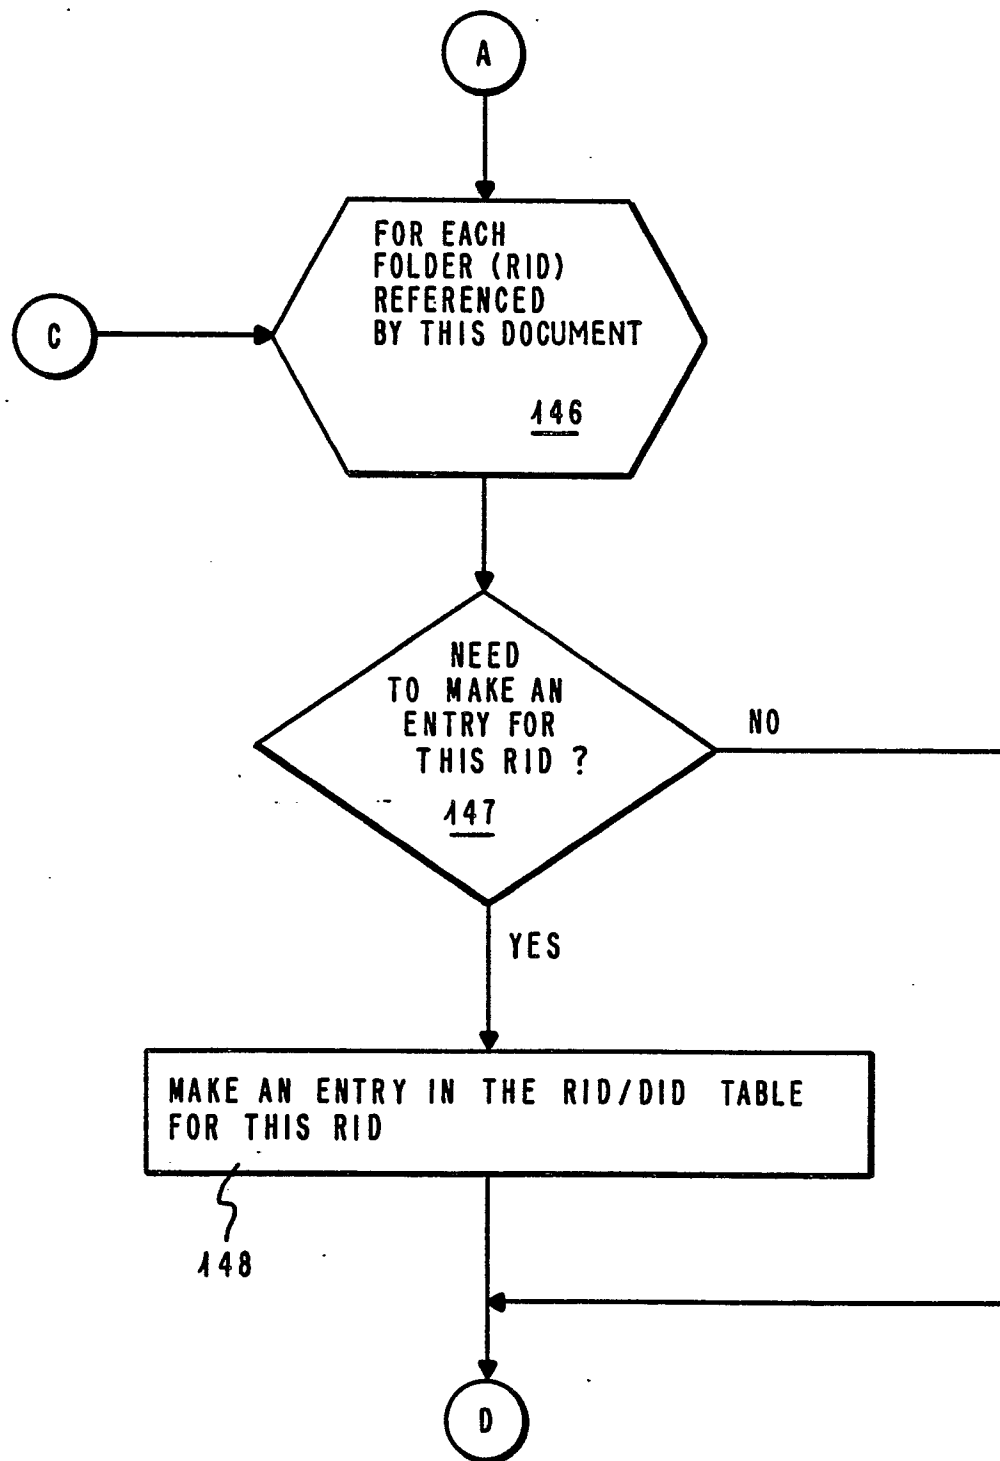 A
FOR EACH
FOLDER (RID)
REFERENCED
BY THIS DOCUMENT
C
146
NEED
TO MAKE AN
ENTRY FOR
THIS RID ?
NO
147
YES
MAKE AN ENTRY IN THE RID/DID TABLE
FOR THIS RID
148
D